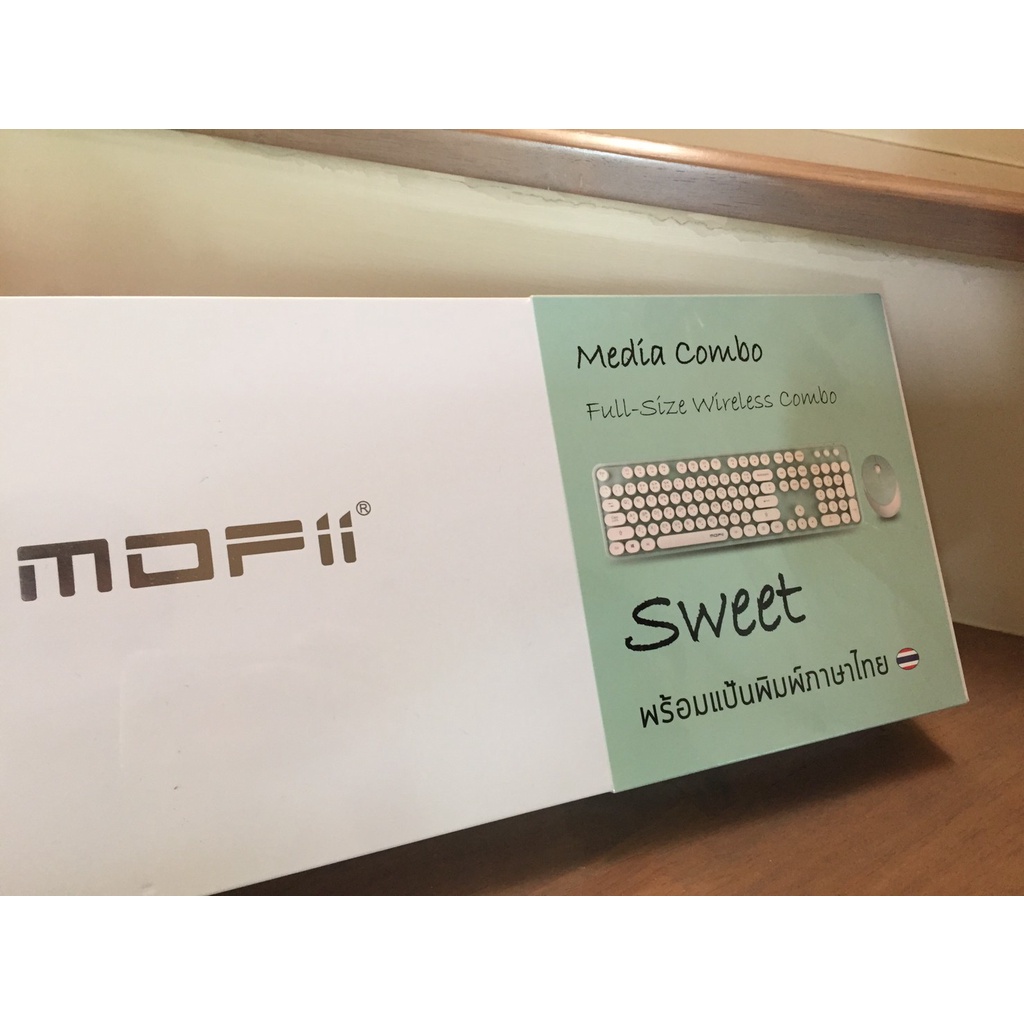 MOFii®
Media Combo
Full-Size Wireless Combo
MOFii
Sweet
พร้อมแป้นพิมพ์ภาษาไทย